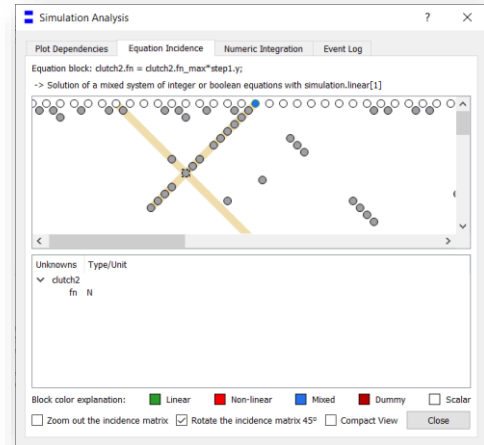 Simulation Analysis
Plot Dependencies Equation Incidence Numeric Integration Event Log
Equation block: clutch2.fn = clutch2.fn_max*step1.y;
-> Solution of a mixed system of integer or boolean equations with simulation.linear[1]
Unknowns Type/Unit
clutch2
fn N
Block color explanation: Linear Non-linear Mixed Dummy Scalar
Zoom out the incidence matrix Rotate the incidence matrix 45° Compact View Close